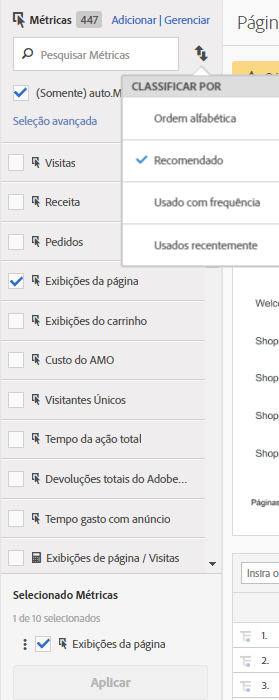 Métricas 447 Adicionar | Gerenciar
Pesquisar Métricas
(Somente) auto.M
Seleção avançada
CLASSIFICAR POR
Ordem alfabética
Recomendado
Usado com frequência
Usados recentemente
Visitas
Receita
Pedidos
Exibições da página
Exibições do carrinho
Custo do AMO
Visitantes Únicos
Tempo da ação total
Devoluções totais do Adobe...
Tempo gasto com anúncio
Exibições de página / Visitas
Selecionado Métricas
1 de 10 selecionados
Exibições da página
Aplicar
Págin
Welc
Shop
Shop
Shop
Shop
Páginas
Insira o
1.
2.
3.